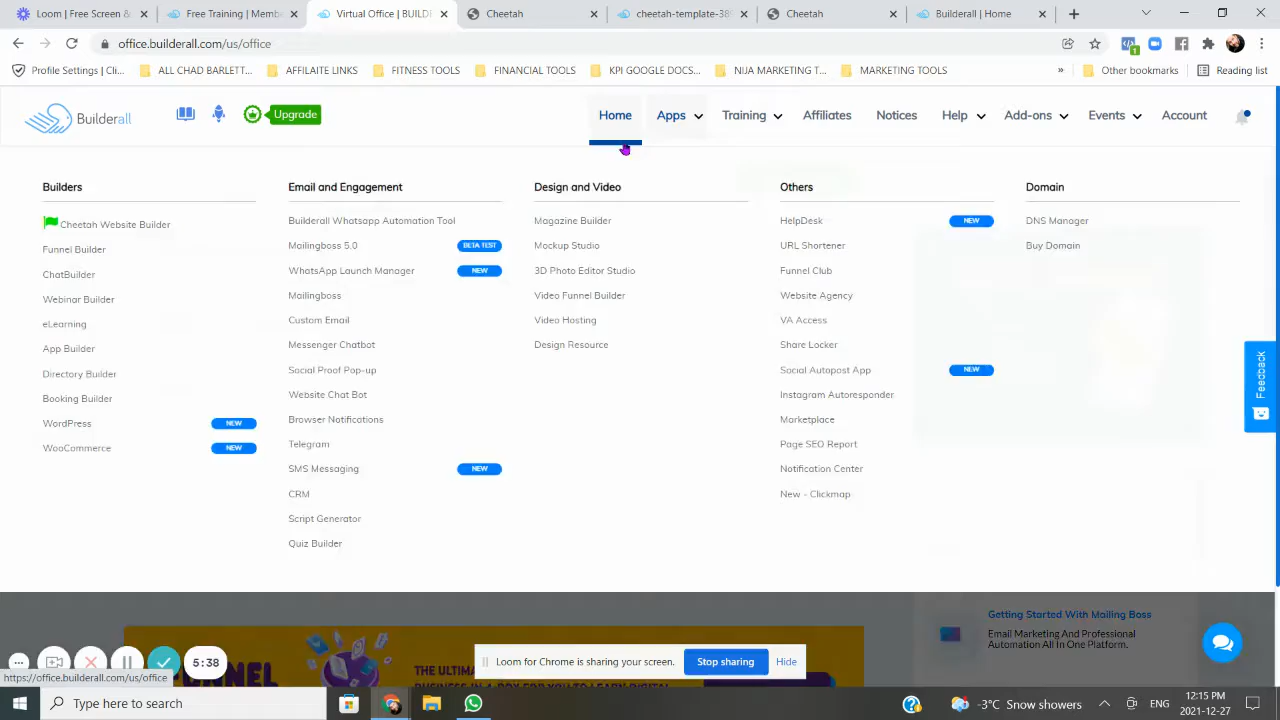 Free Screen &
Free Training | Memb
Virtual Office | BUILD
Cheetah
cheetah-template-38
Cheetah
Builderall | Home
office.builderall.com/us/office
1
Profile Settings | Cli...
ALL CHAD BARLETT...
AFFILAITE LINKS
FITNESS TOOLS
FINANCIAL TOOLS
KPI GOOGLE DOCS...
NIJA MARKETING T...
MARKETING TOOLS
»
Other bookmarks
Reading list
Builderall
Upgrade
Home
Apps
Training
Affiliates
Notices
Help
Add-ons
Events
Account
Builders
Cheetah Website Builder
Funnel Builder
ChatBuilder
Webinar Builder
eLearning
App Builder
Directory Builder
Booking Builder
WordPress NEW
WooCommerce NEW
Email and Engagement
Builderall Whatsapp Automation Tool
Mailingboss 5.0 BETA TEST
WhatsApp Launch Manager NEW
Mailingboss
Custom Email
Messenger Chatbot
Social Proof Pop-up
Website Chat Bot
Browser Notifications
Telegram
SMS Messaging NEW
CRM
Script Generator
Quiz Builder
Design and Video
Magazine Builder
Mockup Studio
3D Photo Editor Studio
Video Funnel Builder
Video Hosting
Design Resource
Others
HelpDesk NEW
URL Shortener
Funnel Club
Website Agency
VA Access
Share Locker
Social Autopost App NEW
Instagram Autoresponder
Marketplace
Page SEO Report
Notification Center
New - Clickmap
Domain
DNS Manager
Buy Domain
Feedback
Getting Started With Mailing Boss
Email Marketing And Professional
Automation All In One Platform.
THE ULTIMA
5:38
Loom for Chrome is sharing your screen.
Stop sharing
Hide
https://office.builderall.com/us/office
Type here to search
-3°C Snow showers
ENG
12:15 PM
2021-12-27